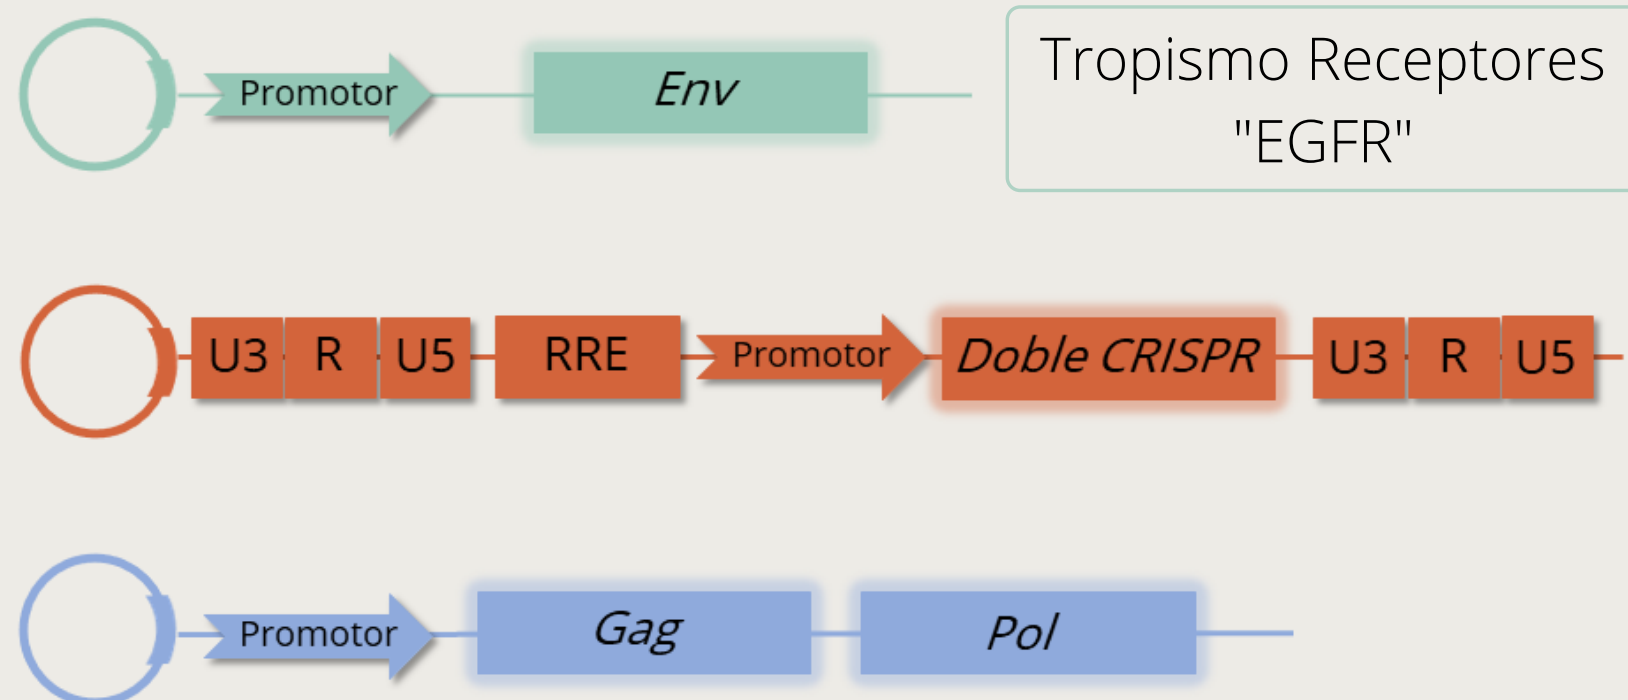 Promotor
Env
Tropismo Receptores
"EGFR"
U3 R U5 RRE Promotor Doble CRISPR U3 R U5
Promotor Gag Pol